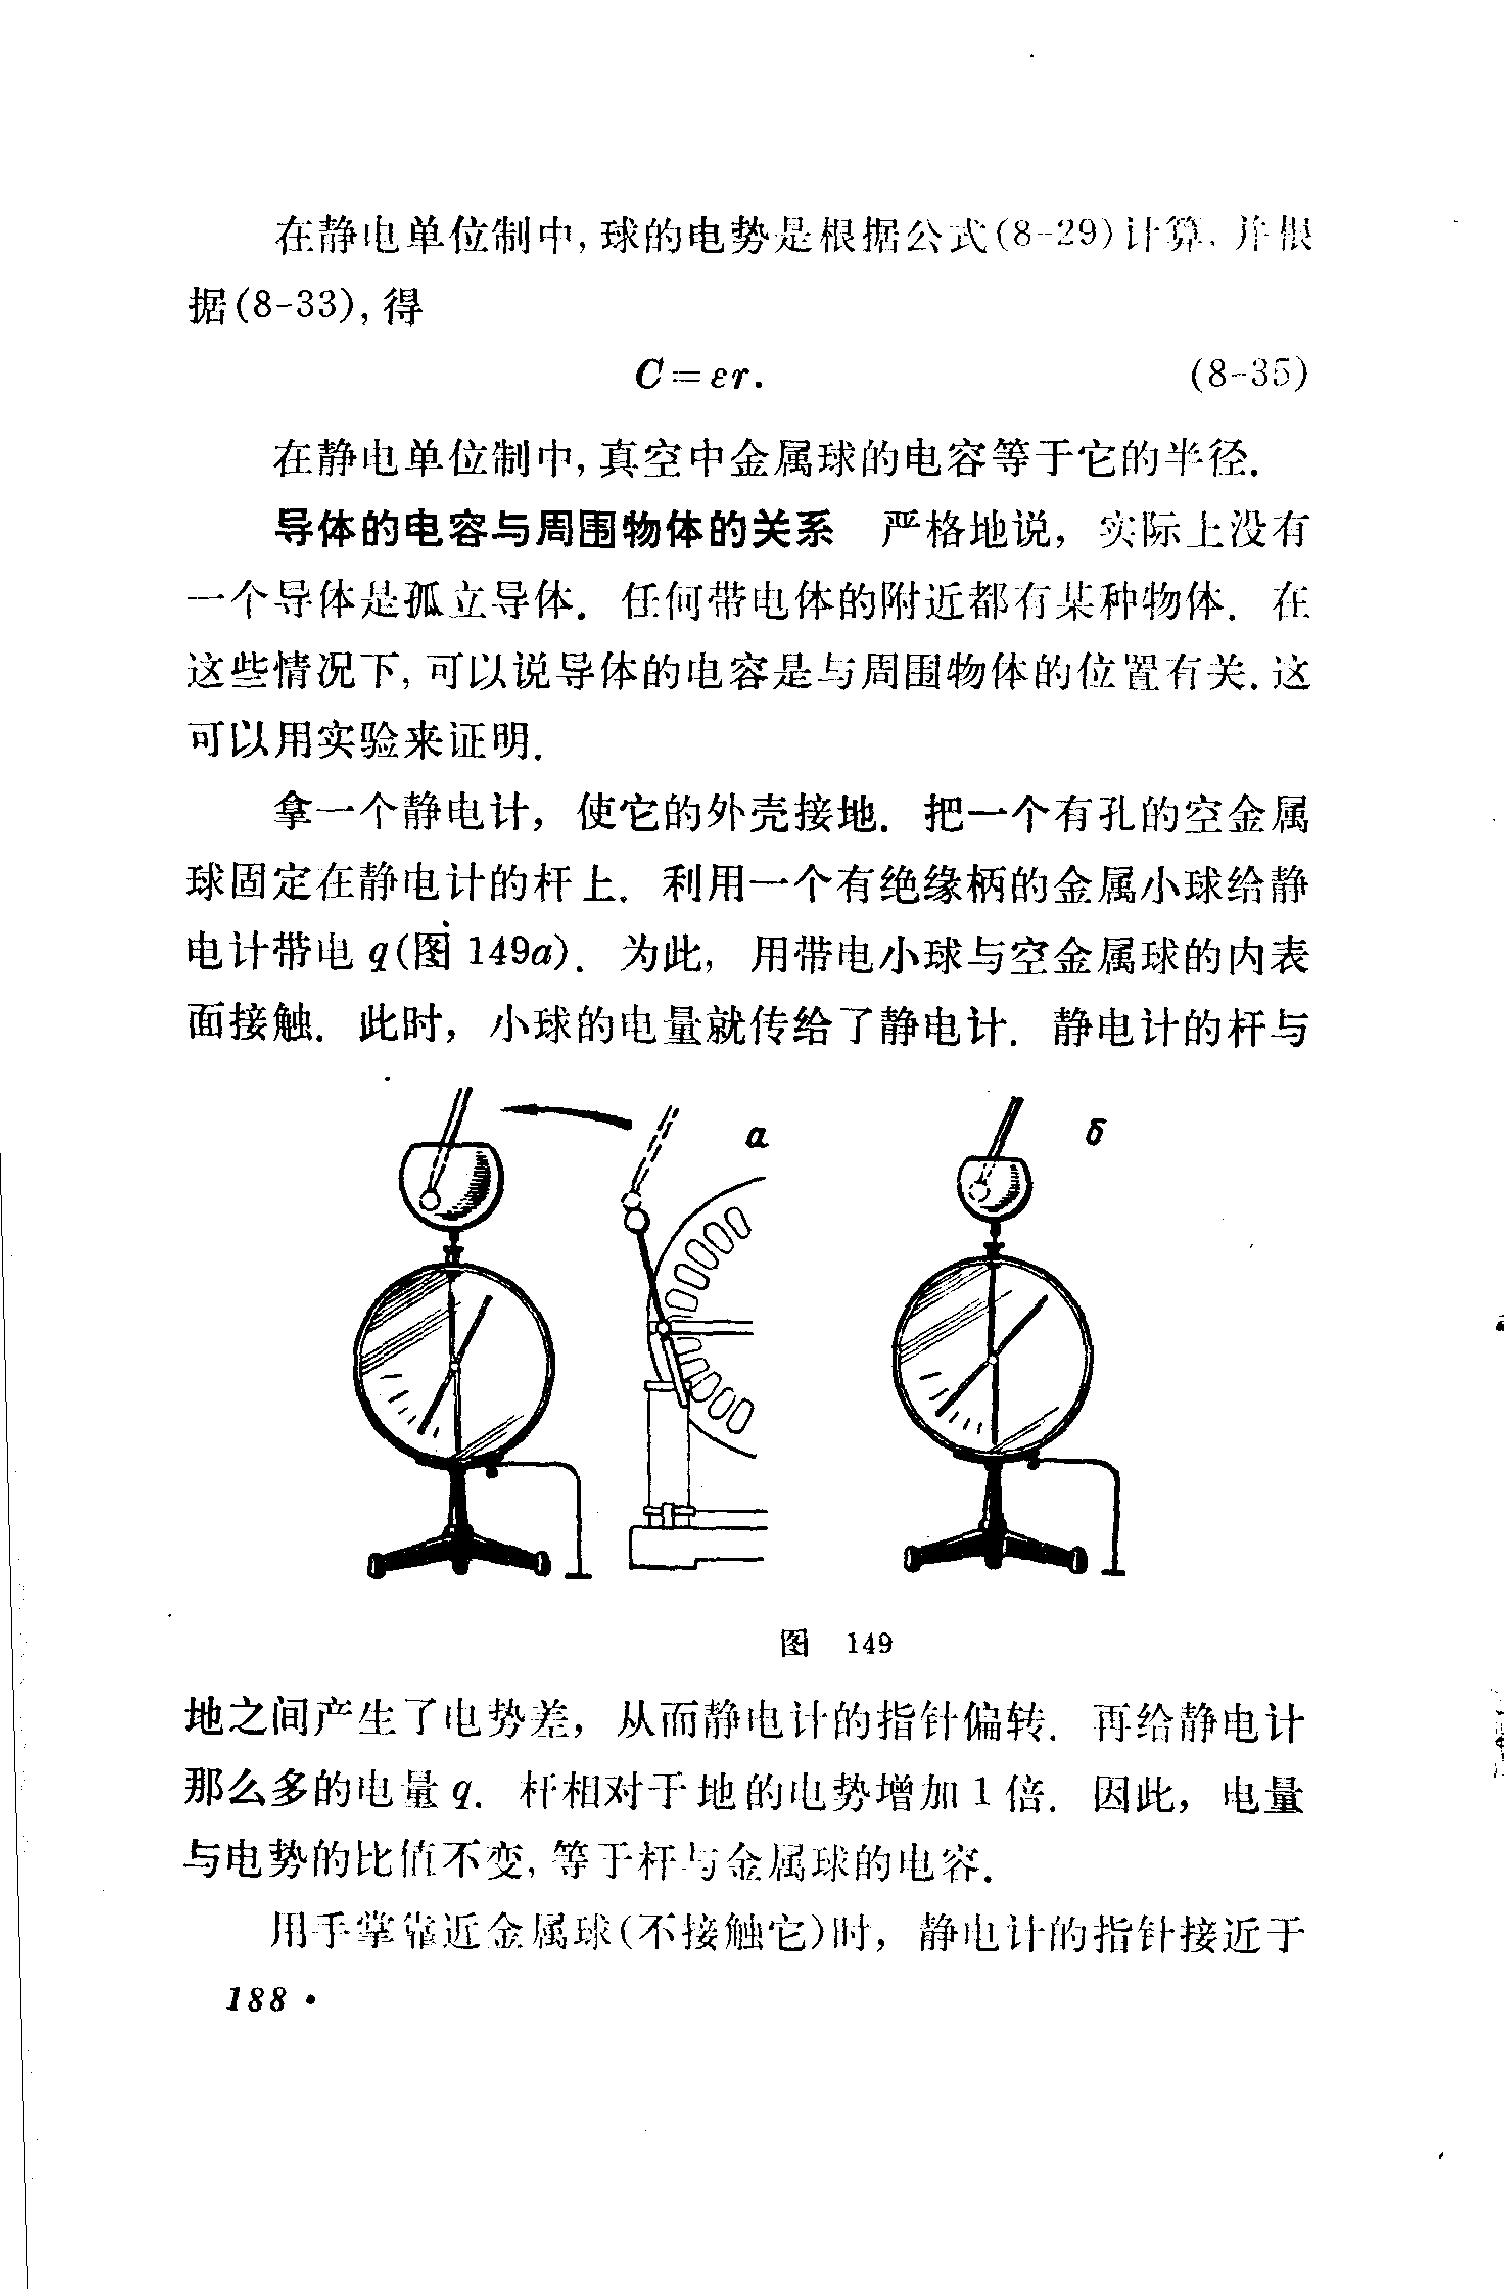 在静电单位制中,球的电势是根据公式(8-29)计算.并根
据(8-33),得
C=εr.	(8-35)
在静电单位制中,真空中金属球的电容等于它的半径.
导体的电容与周围物体的关系 严格地说，实际上没有
一个导体是孤立导体．任何带电体的附近都有某种物体．在
这些情况下,可以说导体的电容是与周围物体的位置有关.这
可以用实验来证明.
拿一个静电计，使它的外壳接地．把一个有孔的空金属
球固定在静电计的杆上．利用一个有绝缘柄的金属小球给静
电计带电 q(图 149a)．为此，用带电小球与空金属球的内表
面接触．此时，小球的电量就传给了静电计．静电计的杆与
a
б
图 149
地之间产生了电势差，从而静电计的指针偏转．再给静电计
那么多的电量 q．杆相对于地的电势增加1倍．因此，电量
与电势的比值不变,等于杆与金属球的电容.
用手掌靠近金属球(不接触它)时，静电计的指针接近于
188 ·